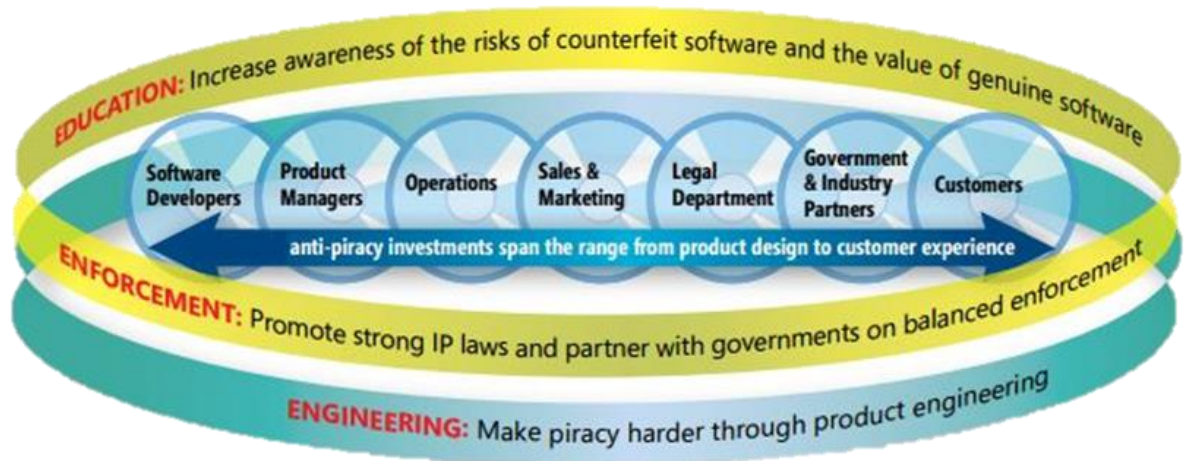 EDUCATION: Increase awareness of the risks of counterfeit software and the value of genuine software
Software
Developers
Product
Managers
Operations
Sales &
Marketing
Legal
Department
Government
& Industry
Partners
Customers
anti-piracy investments span the range from product design to customer experience
ENFORCEMENT: Promote strong IP laws and partner with governments on balanced enforcement
ENGINEERING: Make piracy harder through product engineering